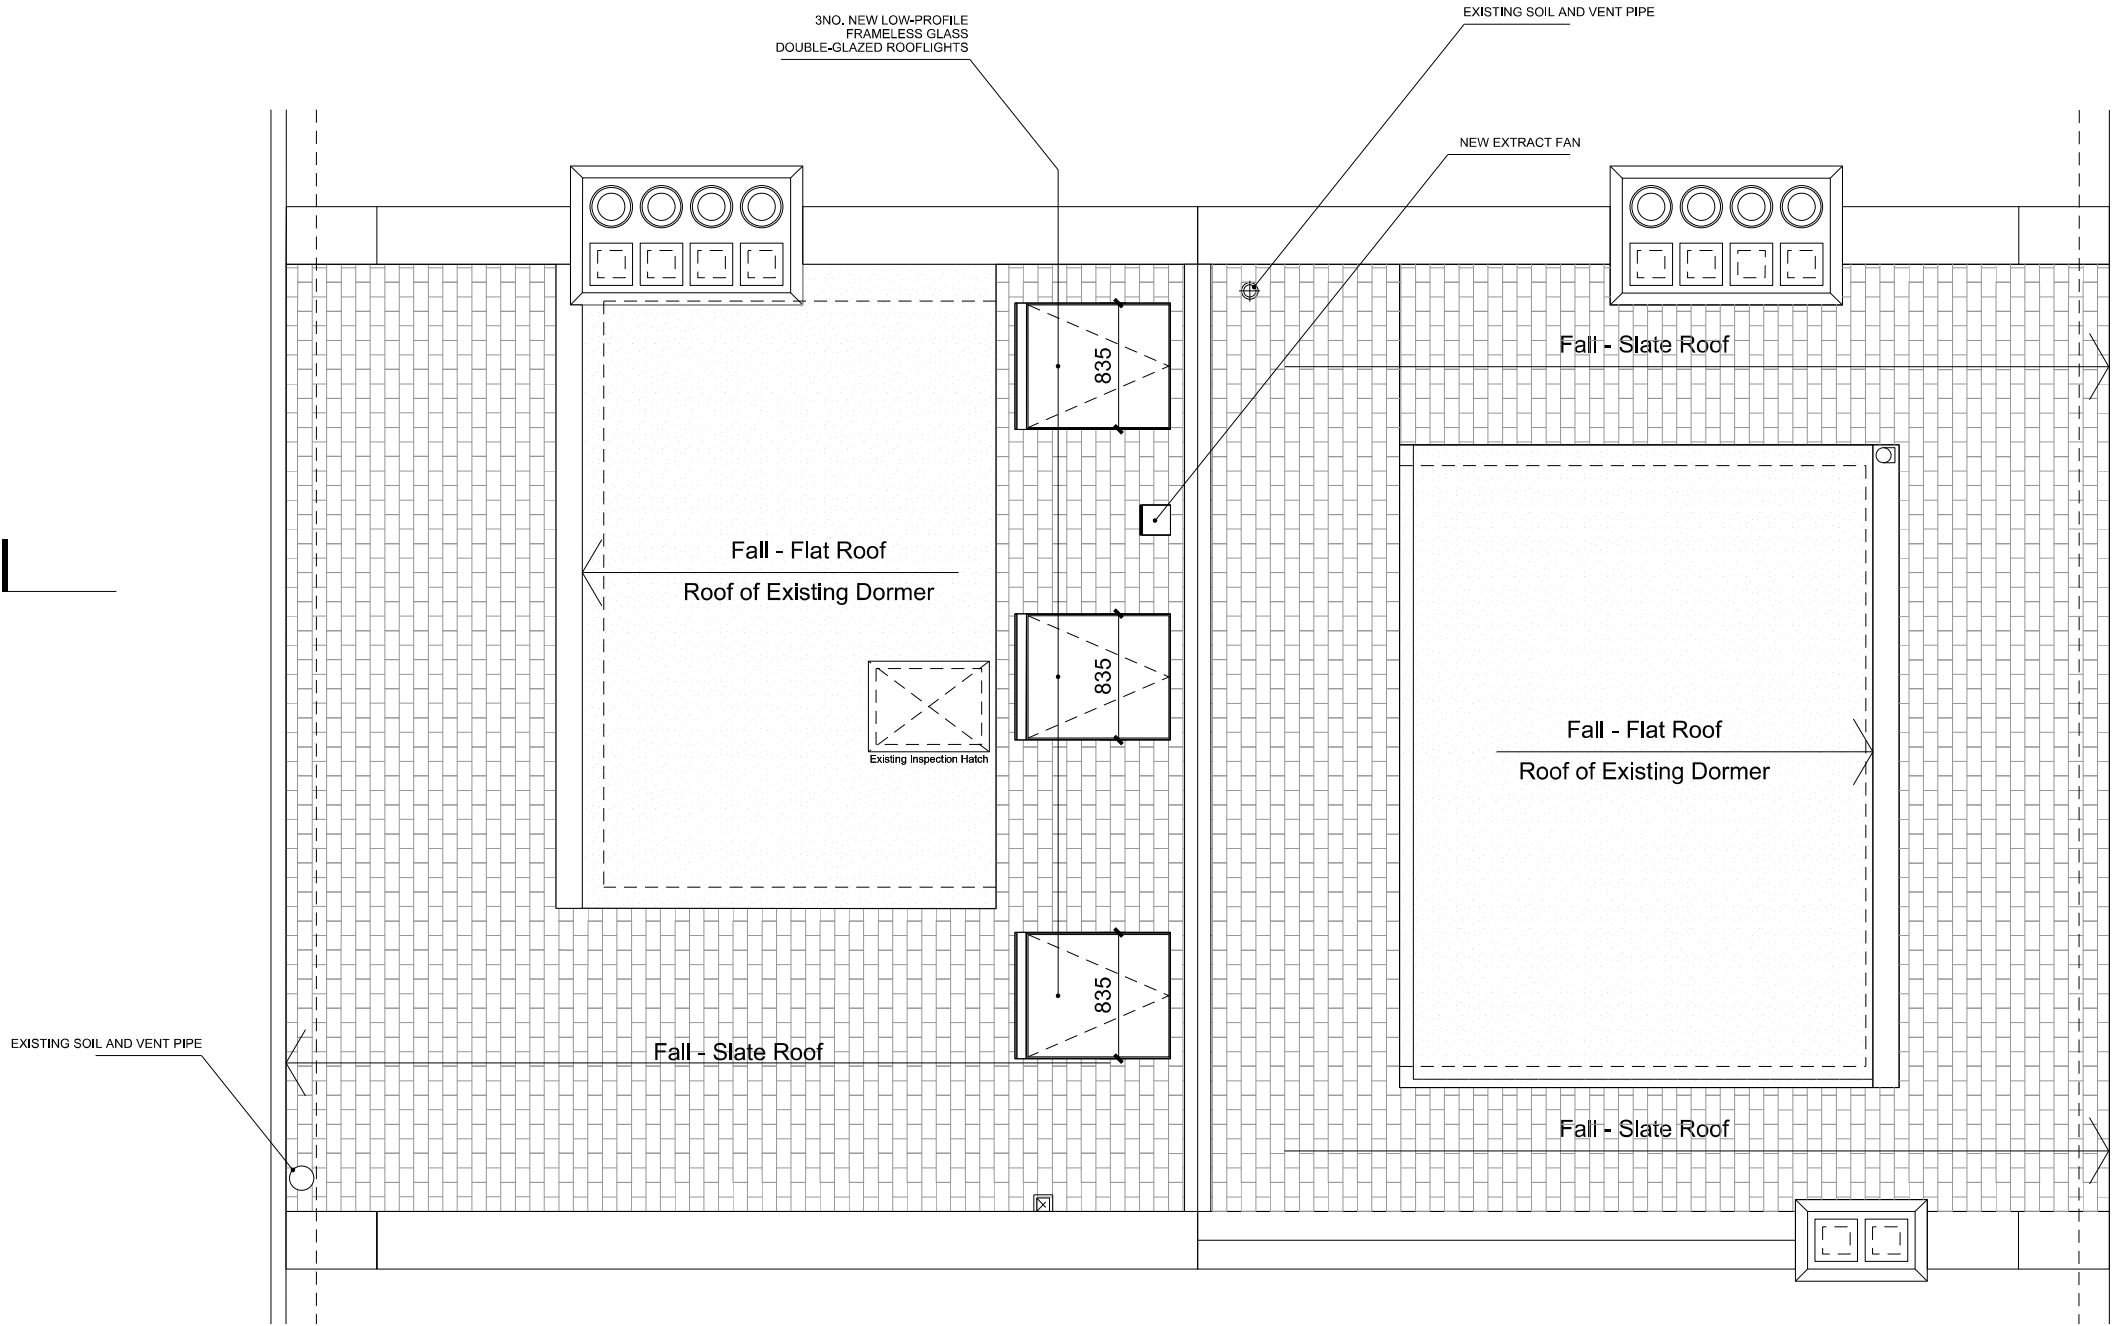 3NO. NEW LOW-PROFILE
FRAMELESS GLASS
DOUBLE-GLAZED ROOFLIGHTS
EXISTING SOIL AND VENT PIPE
NEW EXTRACT FAN
835
Fall - Slate Roof
Fall - Flat Roof
Roof of Existing Dormer
835
Existing Inspection Hatch
Fall - Flat Roof
Roof of Existing Dormer
835
EXISTING SOIL AND VENT PIPE
Fall - Slate Roof
Fall - Slate Roof